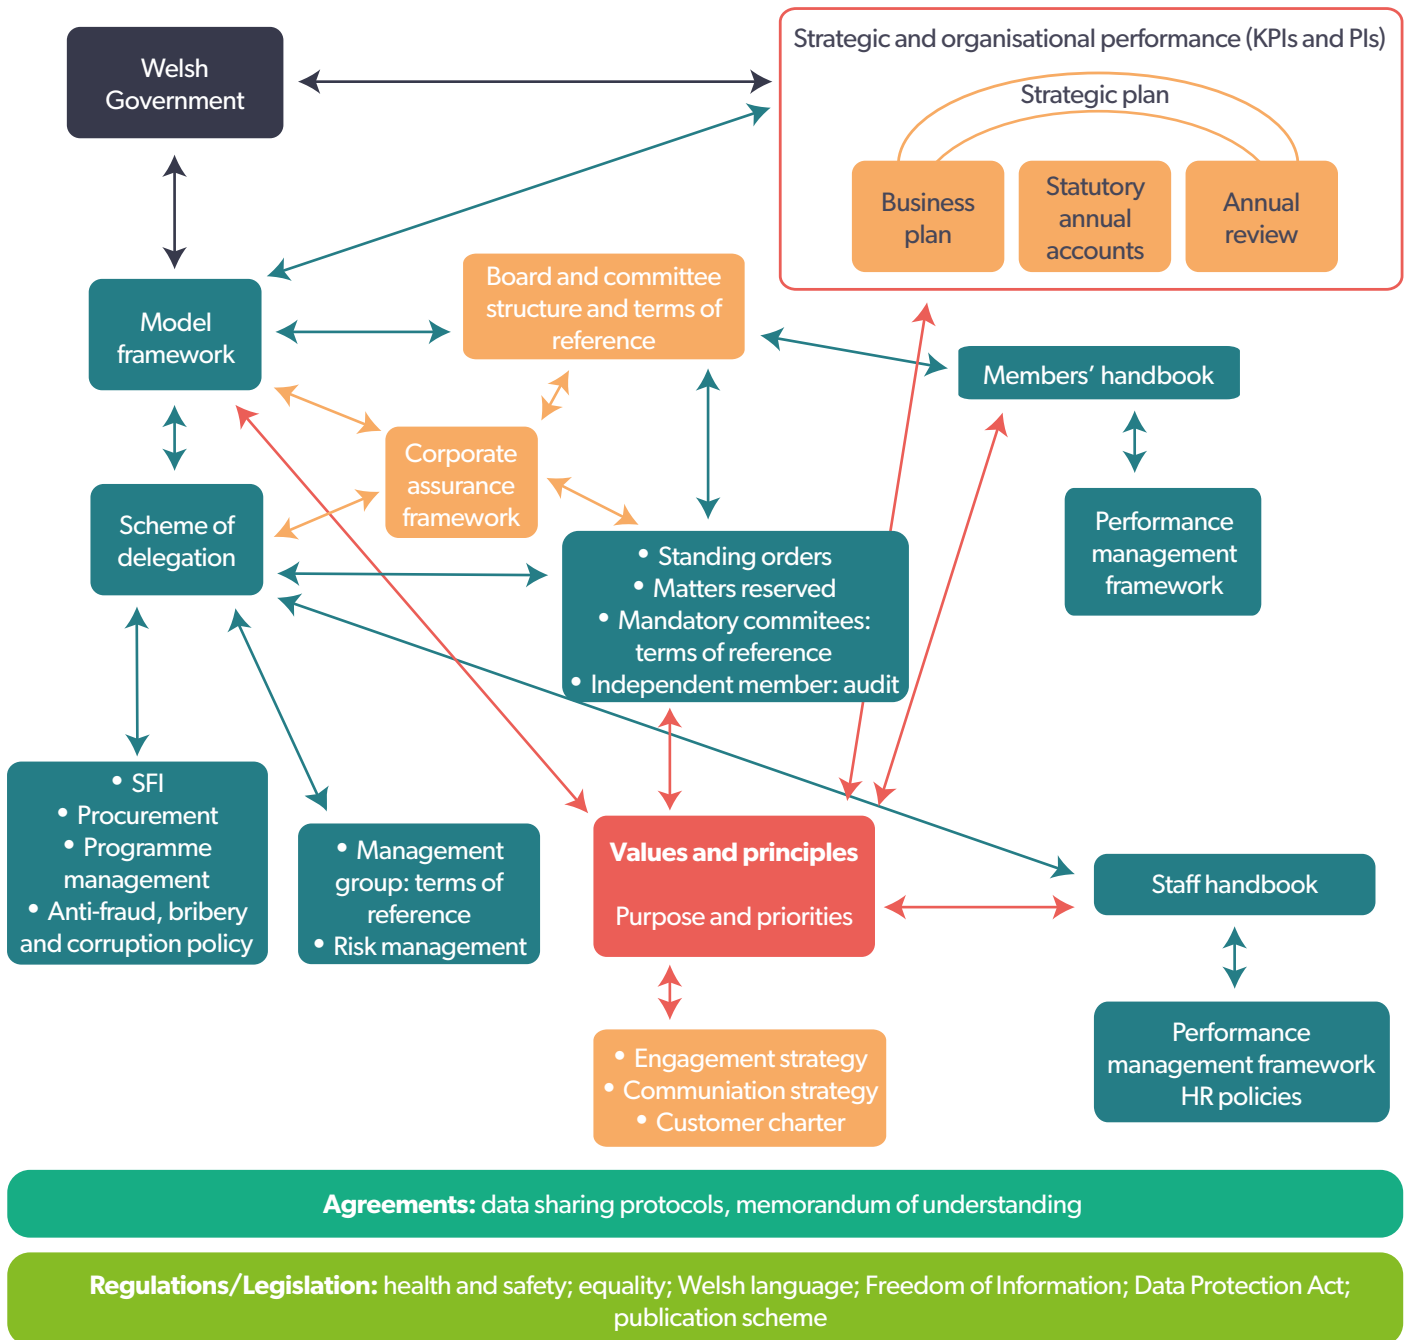 Welsh
Government
Strategic and organisational performance (KPIs and PIs)
Strategic plan
Business
plan
Statutory
annual
accounts
Annual
review
Model
framework
Board and committee
structure and terms of
reference
Members’ handbook
Corporate
assurance
framework
Scheme of
delegation
Performance
management
framework
• Standing orders
• Matters reserved
• Mandatory commitees:
terms of reference
• Independent member: audit
• SFI
• Procurement
• Programme
management
• Anti-fraud, bribery
and corruption policy
• Management
group: terms of
reference
• Risk management
Values and principles
Purpose and priorities
Staff handbook
Performance
management framework
HR policies
• Engagement strategy
• Communiation strategy
• Customer charter
Agreements: data sharing protocols, memorandum of understanding
Regulations/Legislation: health and safety; equality; Welsh language; Freedom of Information; Data Protection Act;
publication scheme